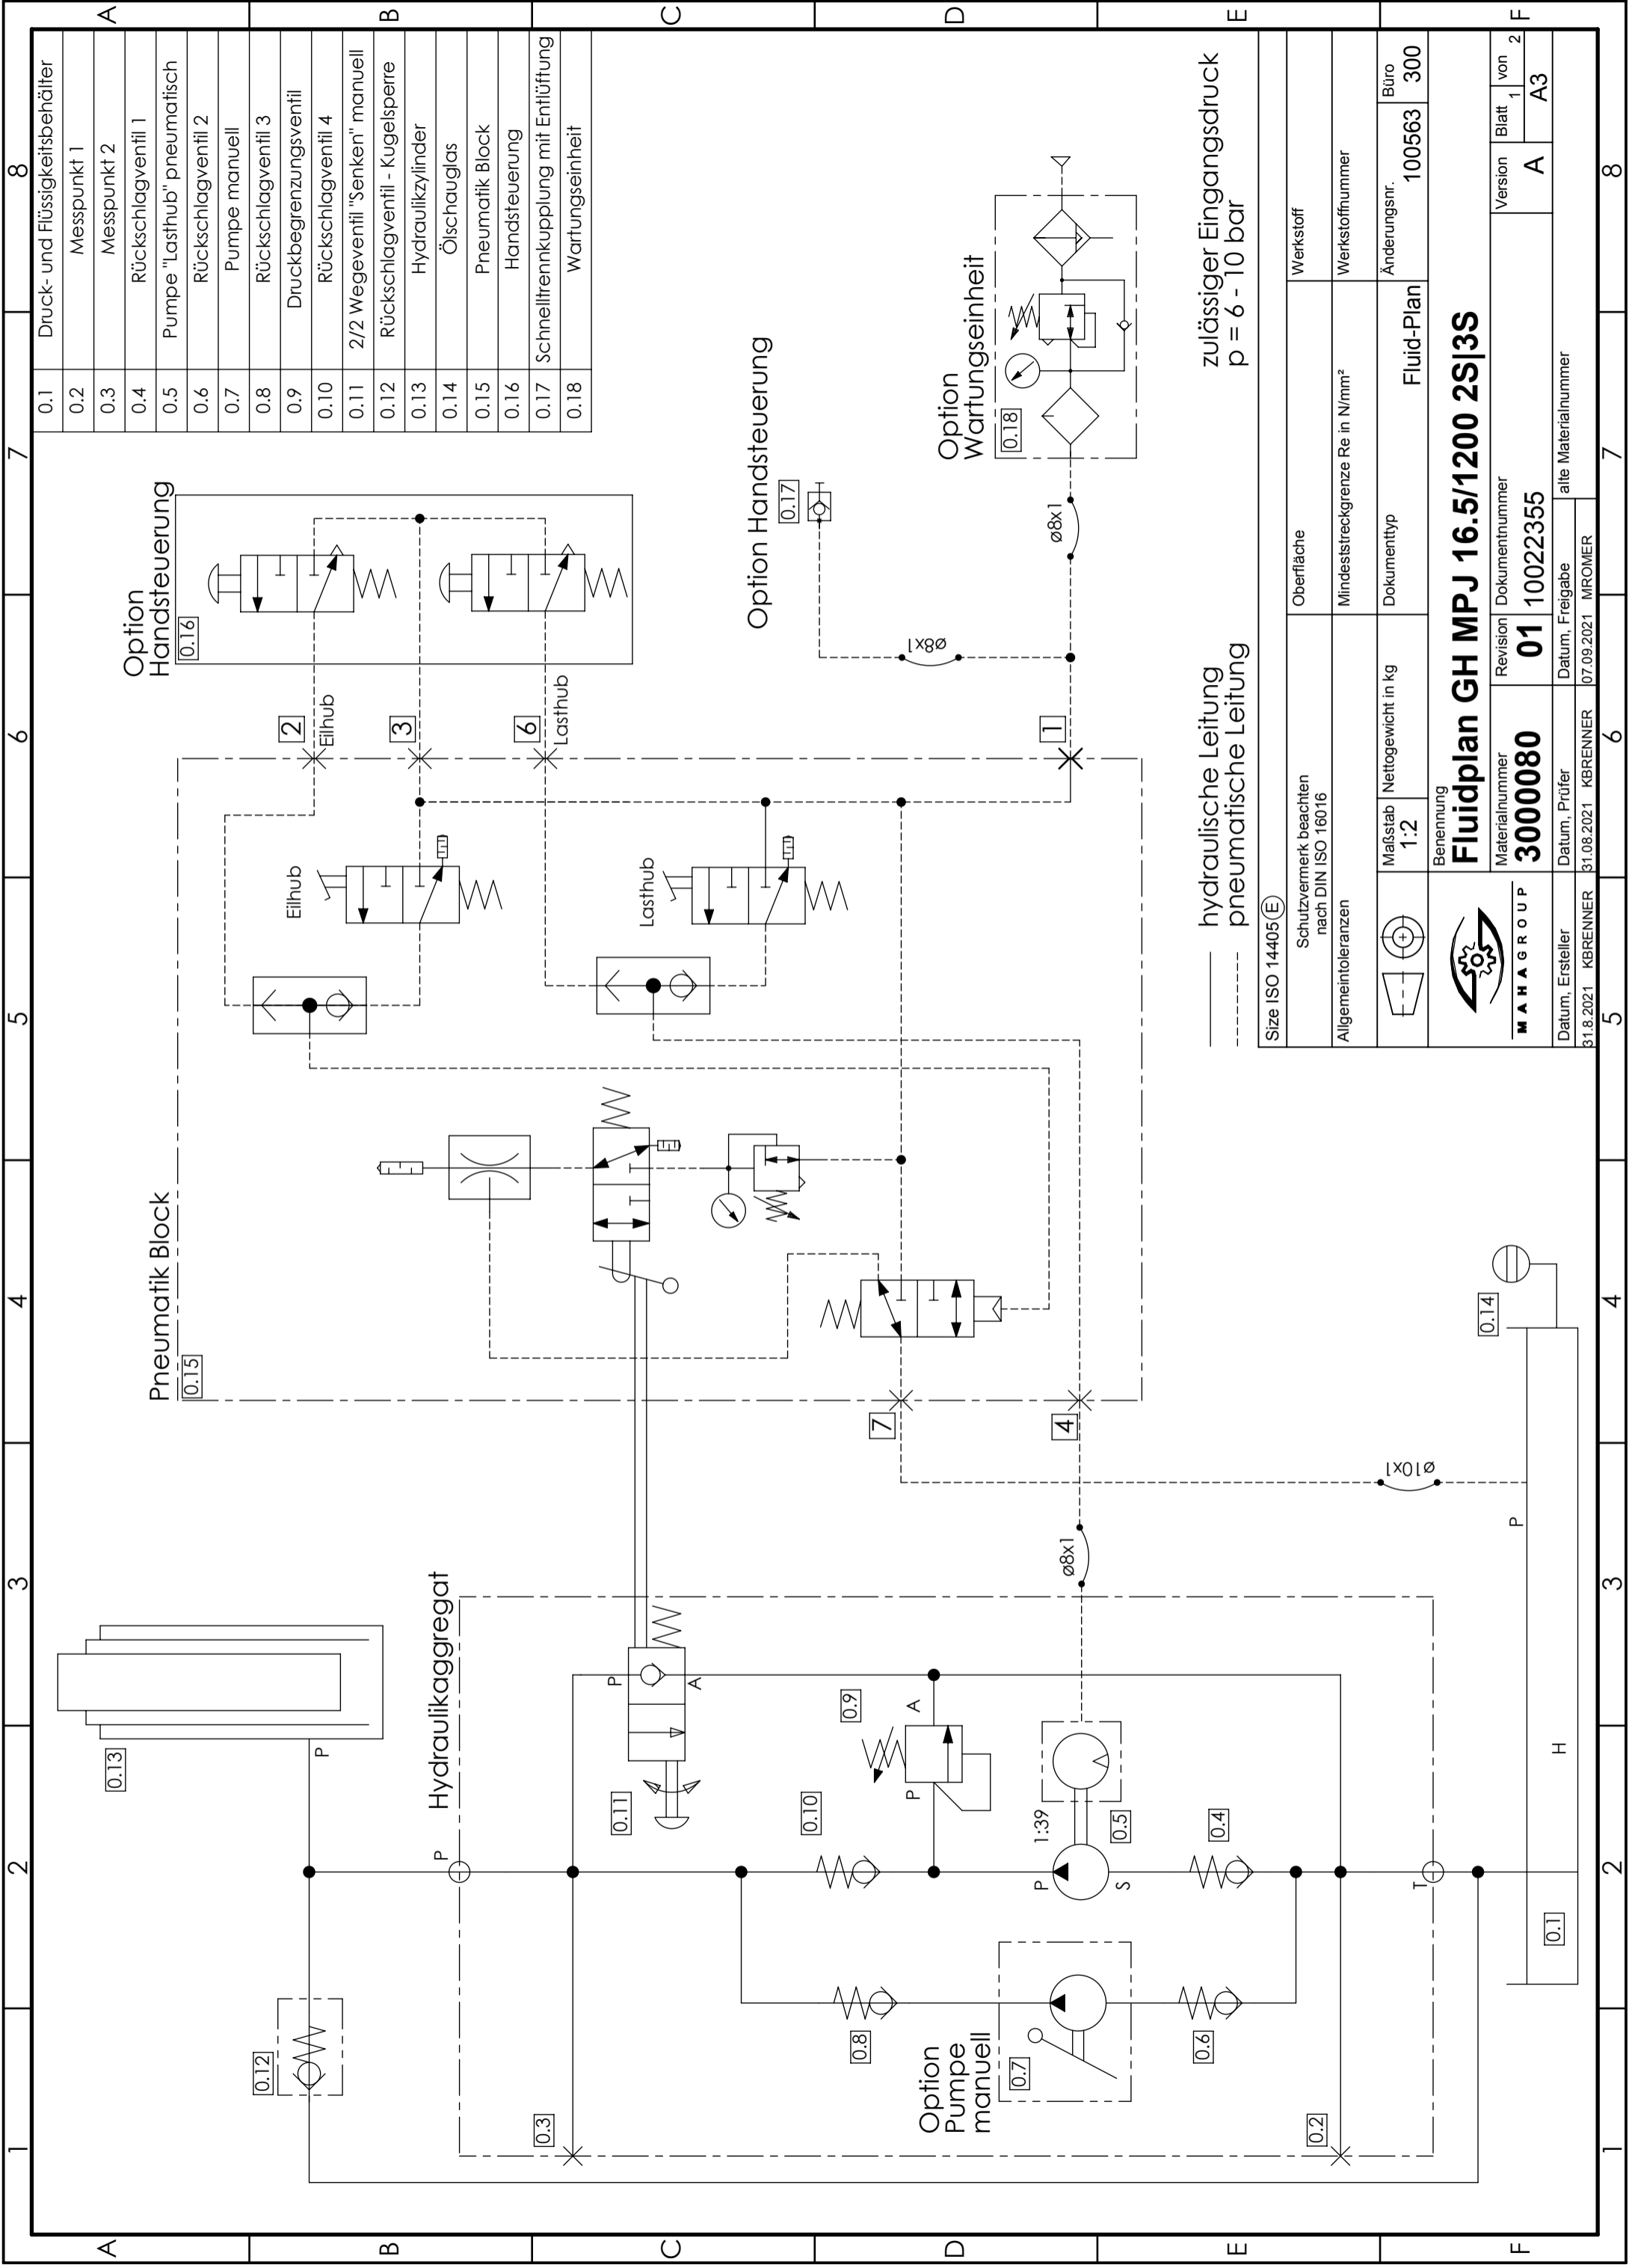 1 2 3 4 5 6 7 8
A
B
C
D
E
F
0.1 Druck- und Flüssigkeitsbehälter
0.2 Messpunkt 1
0.3 Messpunkt 2
0.4 Rückschlagventil 1
0.5 Pumpe "Lasthub" pneumatisch
0.6 Rückschlagventil 2
0.7 Pumpe manuell
0.8 Rückschlagventil 3
0.9 Druckbegrenzungsventil
0.10 Rückschlagventil 4
0.11 2/2 Wegeventil "Senken" manuell
0.12 Rückschlagventil - Kugelsperre
0.13 Hydraulikzylinder
0.14 Ölschauglas
0.15 Pneumatik Block
0.16 Handsteuerung
0.17 Schnelltrennkupplung mit Entlüftung
0.18 Wartungseinheit
0.13
P
0.12
Hydraulikaggregat
P
0.3
0.11
P
A
0.10
0.9
P
A
0.8
Option
Pumpe
manuell
0.7
1:39
P
S
0.5
0.4
0.6
0.2
T
0.1
H
P
0.14
ø8x1
ø10x1
Pneumatik Block
0.15
7
4
Eilhub
Lasthub
2
Eilhub
3
6
Lasthub
1
Option
Handsteuerung
0.16
Option Handsteuerung
0.17
ø8x1
ø8x1
Option
Wartungseinheit
0.18
hydraulische Leitung
pneumatische Leitung
zulässiger Eingangsdruck
p = 6 - 10 bar
Size ISO 14405 E
Schutzvermerk beachten
nach DIN ISO 16016
Oberfläche
Werkstoff
Allgemeintoleranzen
Mindeststreckgrenze Re in N/mm²
Werkstoffnummer
Maßstab
1:2
Nettogewicht in kg
Dokumenttyp
Fluid-Plan
Änderungsnr.
100563
Büro
300
Benennung
Fluidplan GH MPJ 16.5/1200 2S|3S
MAHA GROUP
Materialnummer
3000080
Revision
01
Dokumentnummer
10022355
Version
A
Blatt 1 von 2
A3
Datum, Ersteller
31.8.2021 KBRENNER
Datum, Prüfer
31.08.2021 KBRENNER
Datum, Freigabe
07.09.2021 MROMER
alte Materialnummer
1 2 3 4 5 6 7 8
A
B
C
D
E
F